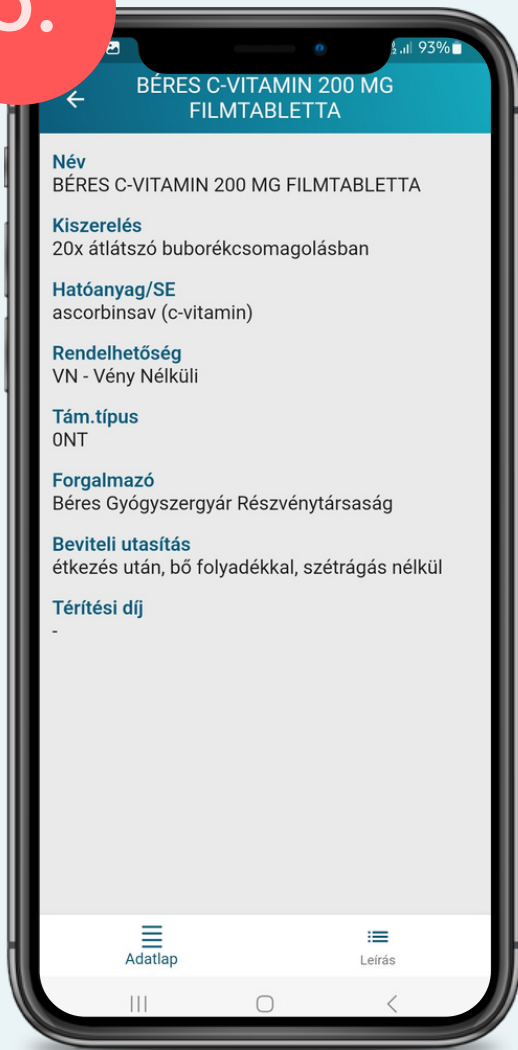 93%
BÉRES C-VITAMIN 200 MG
FILMTABLETTA
Név
BÉRES C-VITAMIN 200 MG FILMTABLETTA
Kiszerelés
20x átlátszó buborékcsomagolásban
Hatóanyag/SE
ascorbinsav (c-vitamin)
Rendelhetőség
VN - Vény Nélküli
Tám.típus
0NT
Forgalmazó
Béres Gyógyszergyár Részvénytársaság
Beviteli utasítás
étkezés után, bő folyadékkal, szétrágás nélkül
Térítési díj
-
Adatlap
Leírás